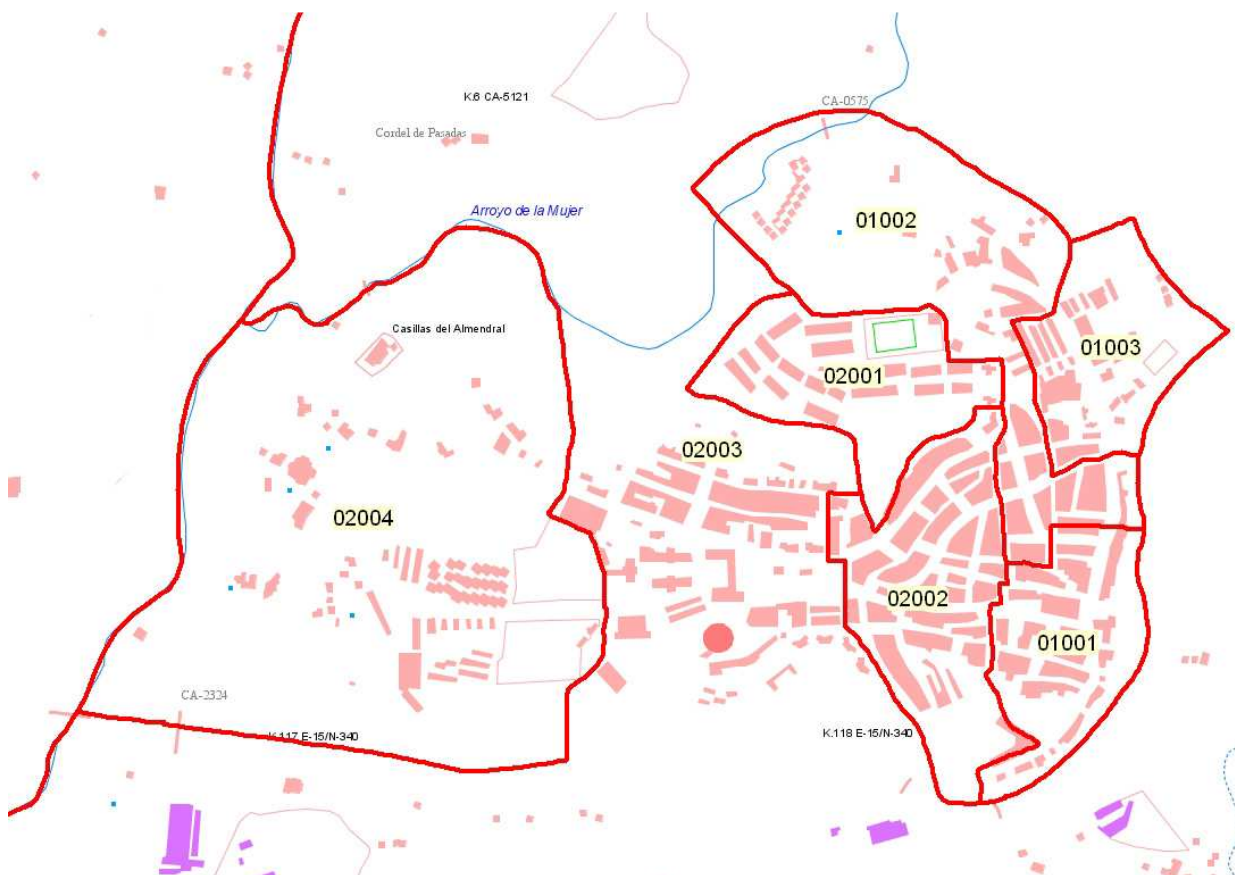 K.6 CA-5121
CA-0575
Cordel de Pasadas
Arroyo de la Mujer
01002
Casillas del Almendral
01003
02001
02003
02004
02002
01001
CA-2324
K.117 E-15/N-340
K.118 E-15/N-340